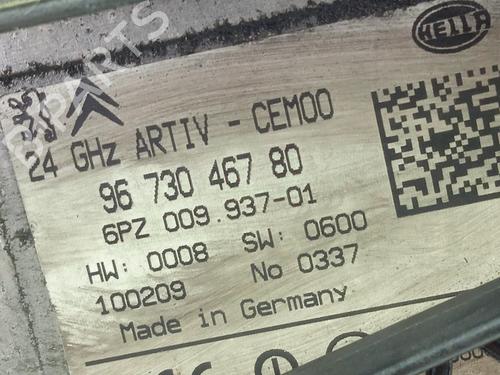 HELLA
24 GHz ARTIV - CEM00
96 730 467 80
6PZ 009.937-01
HW: 0008 SW: 0600
100209 No 0337
Made in Germany